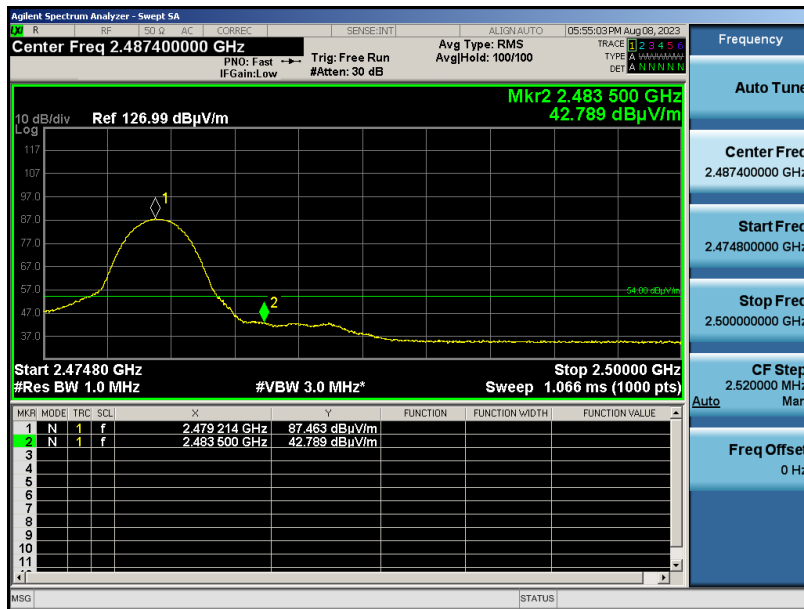 Agilent Spectrum Analyzer - Swept SA
LXI R RF 50 Ω AC CORREC SENSE:INT ALIGN AUTO 05:55:03 PM Aug 08, 2023
Center Freq 2.487400000 GHz
PNO: Fast
IFGain:Low
Trig: Free Run
#Atten: 30 dB
Avg Type: RMS
Avg|Hold: 100/100
TRACE 1 2 3 4 5 6
TYPE A WWWWW
DET A N N N N N
Mkr2 2.483 500 GHz
42.789 dBµV/m
10 dB/div Ref 126.99 dBµV/m
Log
117
107
97.0
87.0
77.0
67.0
57.0
47.0
37.0
1
2
54.00 dBµV/m
Start 2.47480 GHz Stop 2.50000 GHz
#Res BW 1.0 MHz #VBW 3.0 MHz* Sweep 1.066 ms (1000 pts)
MKR MODE TRC SCL X Y FUNCTION FUNCTION WIDTH FUNCTION VALUE
1 N 1 f 2.479 214 GHz 87.463 dBµV/m
2 N 1 f 2.483 500 GHz 42.789 dBµV/m
3
4
5
6
7
8
9
10
11
MSG STATUS
Frequency
Auto Tune
Center Freq
2.487400000 GHz
Start Freq
2.474800000 GHz
Stop Freq
2.500000000 GHz
CF Step
2.520000 MHz
Auto Man
Freq Offset
0 Hz